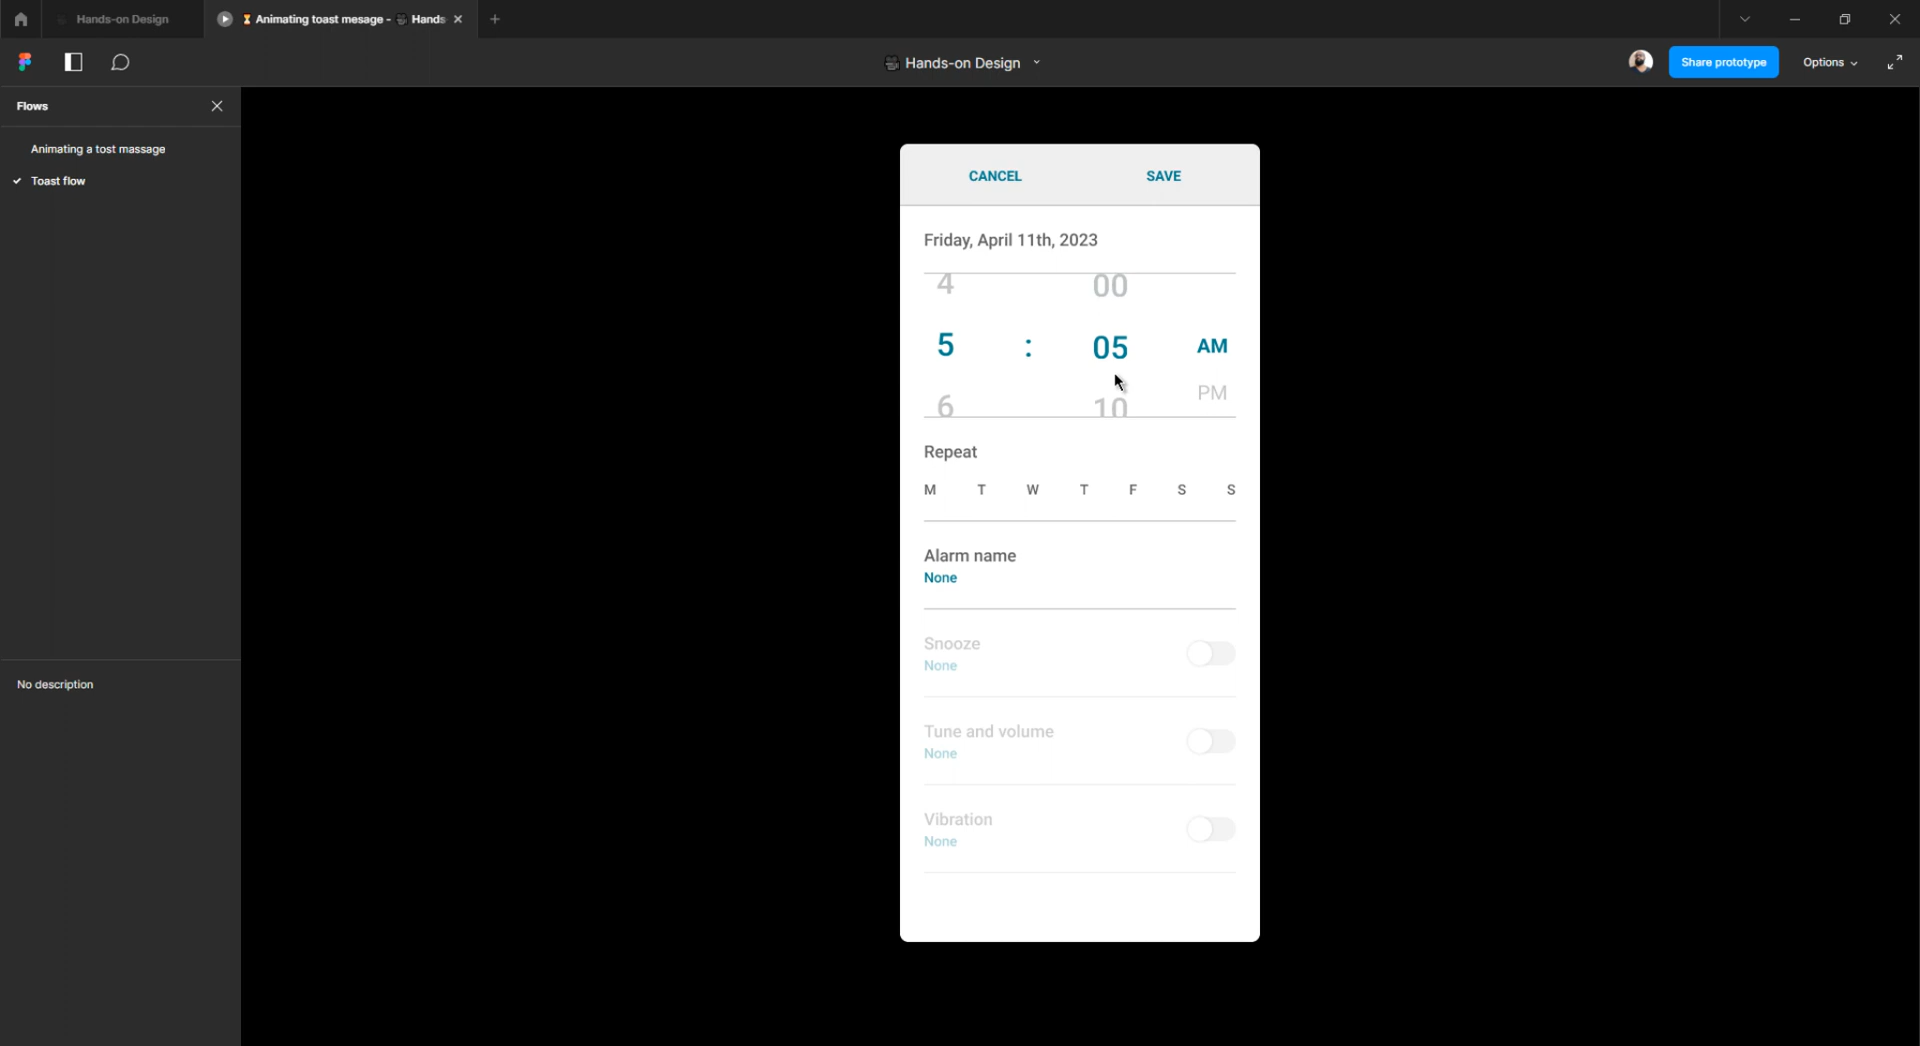 Hands-on Design
Animating toast mesage - Hands
Hands-on Design
Share prototype
Options
Flows
Animating a tost massage
Toast flow
No description
CANCEL SAVE
Friday, April 11th, 2023
4 00
5 : 05 AM
PM
6 10
Repeat
M T W T F S S
Alarm name
None
Snooze
None
Tune and volume
None
Vibration
None